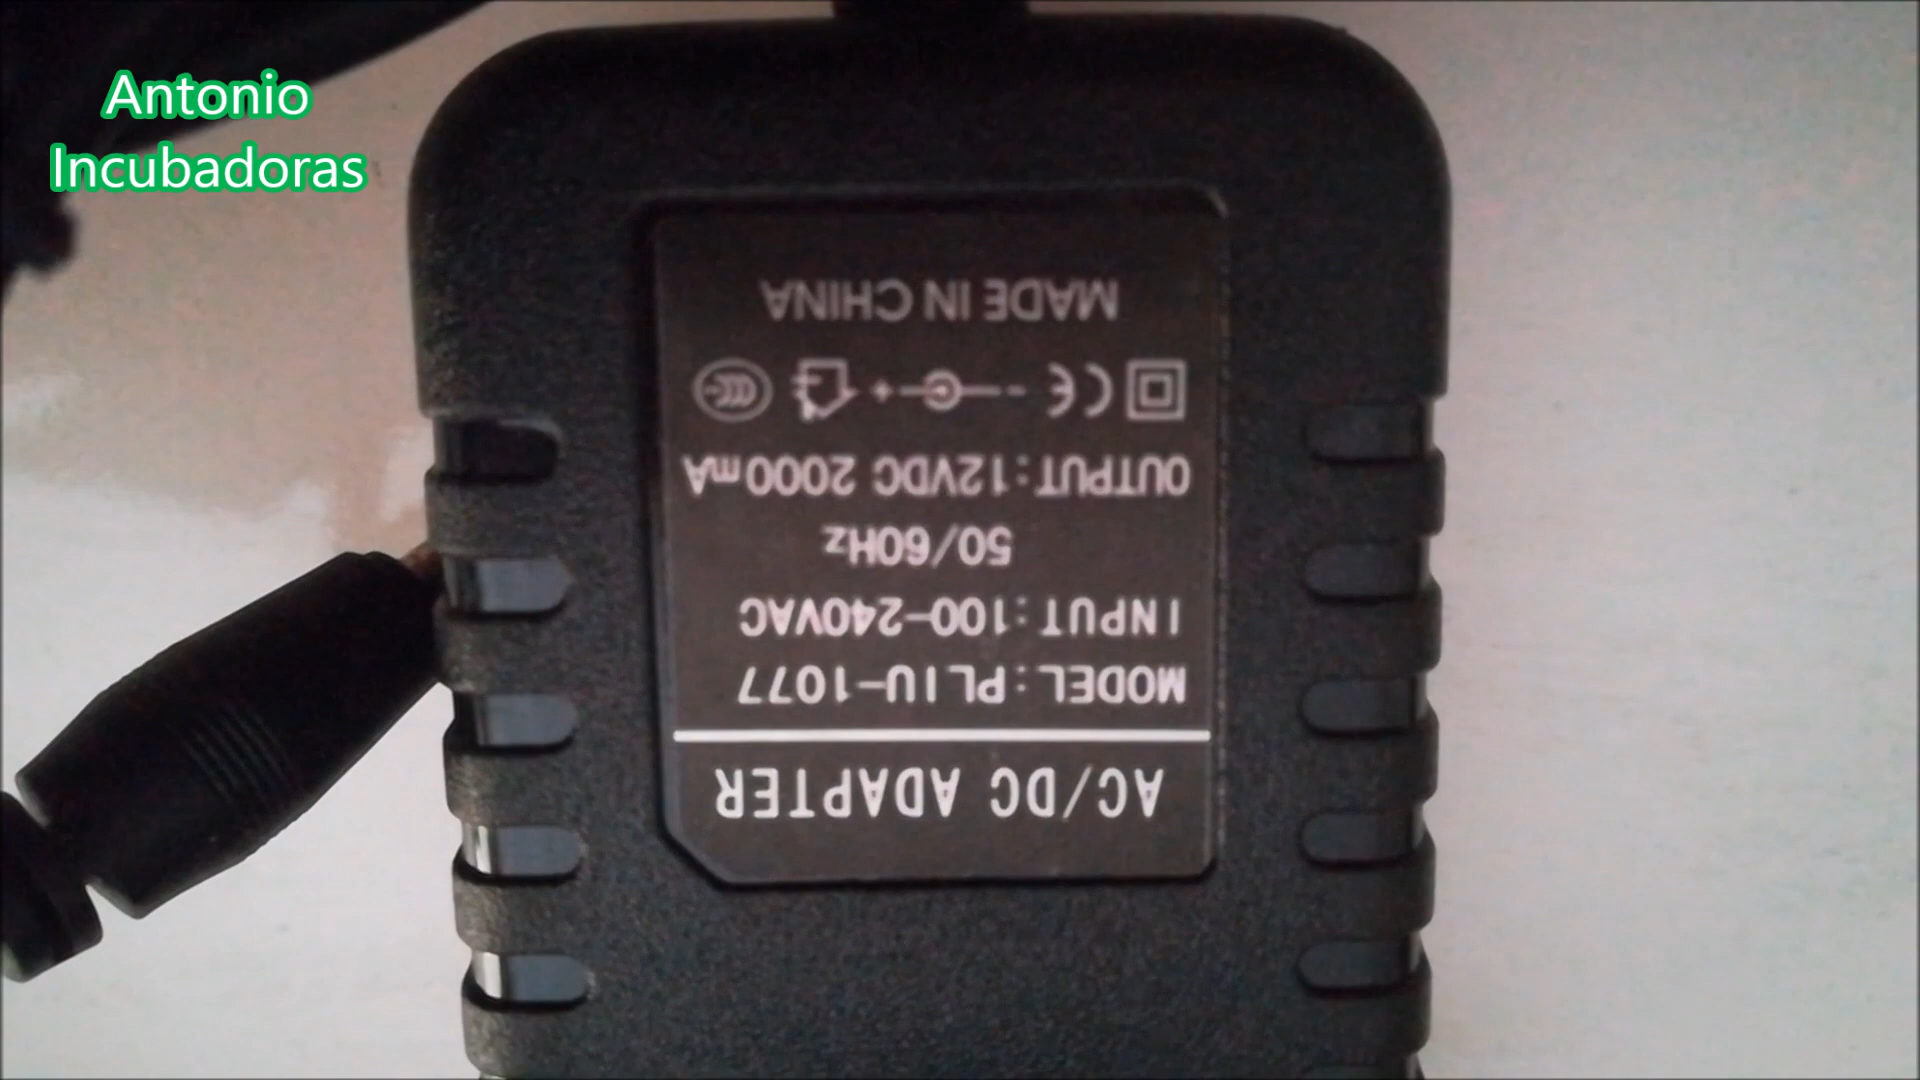 Antonio
Incubadoras
AC/DC ADAPTER
MODEL:PLIU-1077
INPUT:100-240VAC
50/60Hz
OUTPUT:12VDC 2000mA
- +
MADE IN CHINA